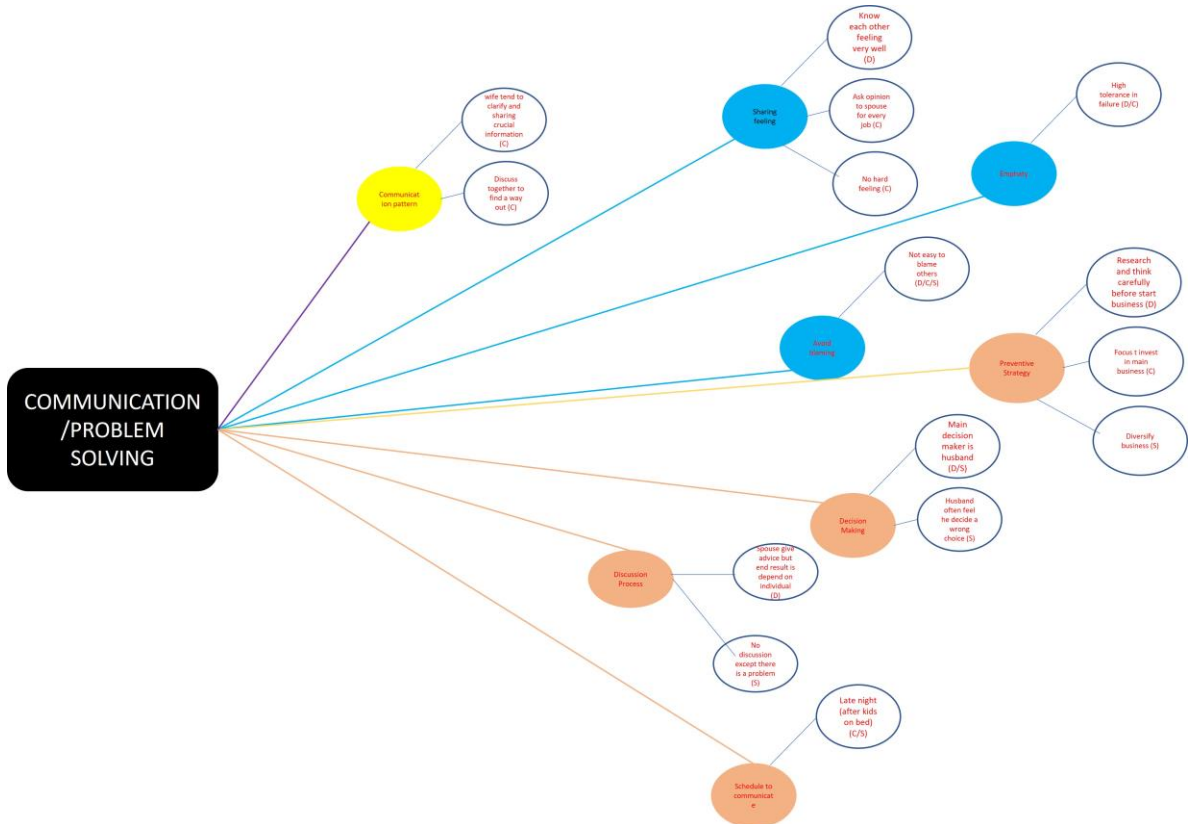 COMMUNICATION
/PROBLEM
SOLVING
Communicat
ion pattern
wife tend to
clarify and
sharing
crucial
information
(C)
Discuss
together to
find a way
out (C)
Sharing
feeling
Know
each other
feeling
very well
(D)
Ask opinion
to spouse
for every
job (C)
No hard
feeling (C)
Emphaty
High
tolerance in
failure (D/C)
Avoid
blaming
Not easy to
blame
others
(D/C/S)
Preventive
Strategy
Research
and think
carefully
before start
business (D)
Focus t invest
in main
business (C)
Diversify
business (S)
Decision
Making
Main
decision
maker is
husband
(D/S)
Husband
often feel
he decide a
wrong
choice (S)
Discussion
Process
Spouse give
advice but
end result is
depend on
individual
(D)
No
discussion
except there
is a problem
(S)
Schedule to
communicat
e
Late night
(after kids
on bed)
(C/S)